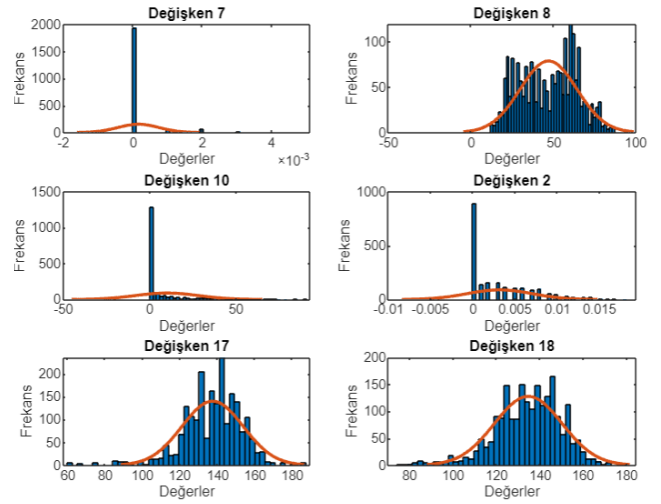 Değişken 7
2000
1500
1000
500
0
-2 0 2 4
×10⁻³
Frekans
Değerler
Değişken 8
100
50
0
-50 50 100
Frekans
Değerler
Değişken 10
1500
1000
500
0
-50 0 50
Frekans
Değerler
Değişken 2
1000
500
0
-0.01 -0.005 0 0.005 0.01 0.015
Frekans
Değerler
Değişken 17
200
150
100
50
0
60 80 100 120 140 160 180
Frekans
Değerler
Değişken 18
200
150
100
50
0
80 100 120 140 160 180
Frekans
Değerler